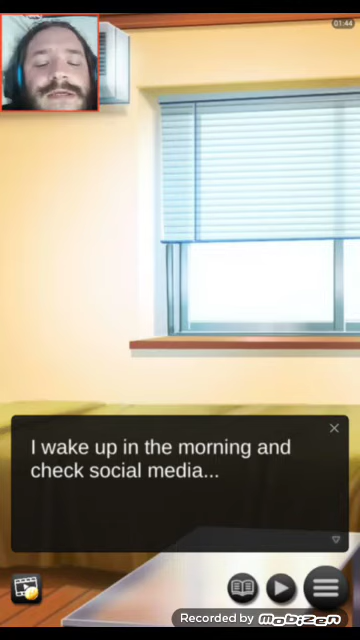 01:44
I wake up in the morning and
check social media...
Recorded by Mobizen